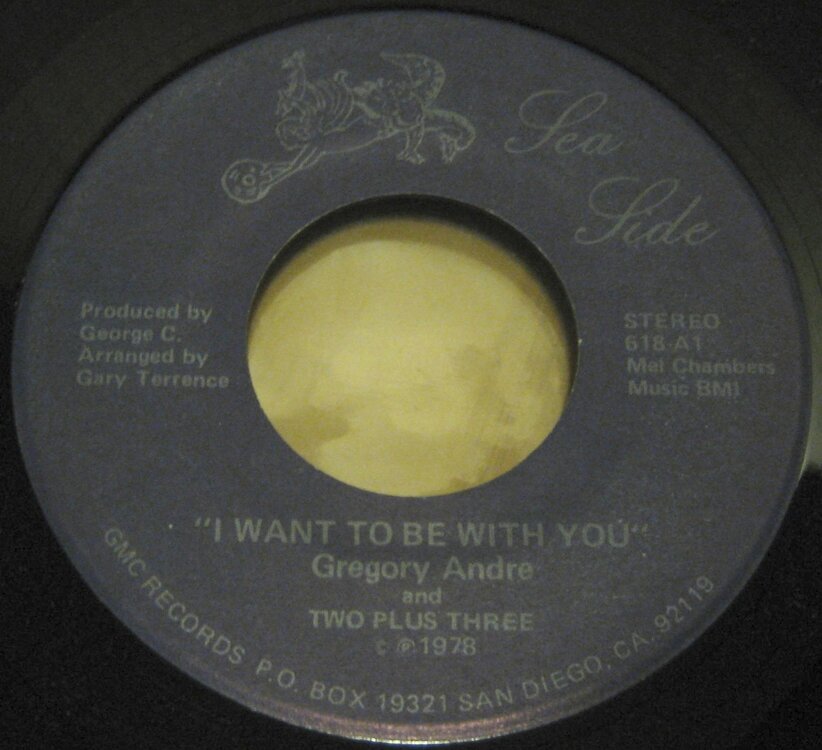 Sea
Side
Produced by
George C.
Arranged by
Gary Terrence
STEREO
618-A1
Mel Chambers
Music BMI
"I WANT TO BE WITH YOU"
Gregory Andre
and
TWO PLUS THREE
© ℗ 1978
GMC RECORDS P.O. BOX 19321 SAN DIEGO, CA. 92119